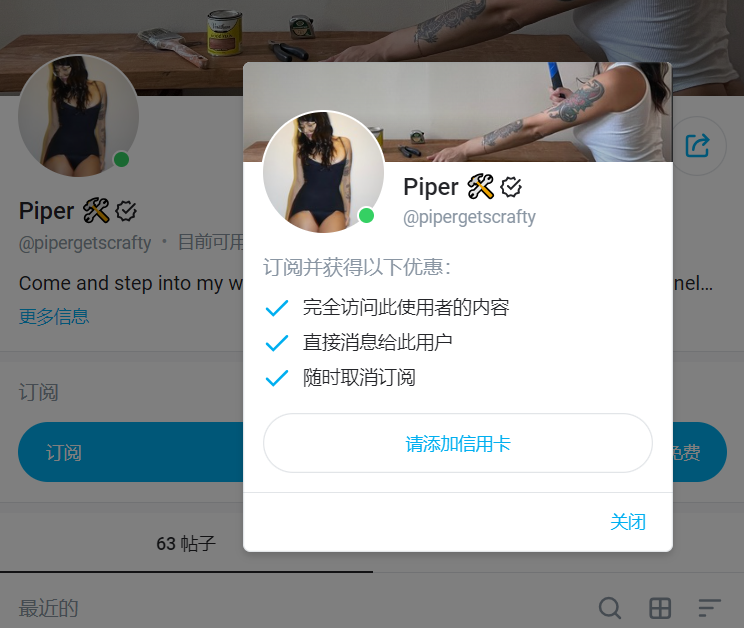 Piper
@pipergetscrafty • 目前可用
Come and step into my w
nel...
更多信息
订阅
订阅
免费
63 帖子
最近的
Piper
@pipergetscrafty
订阅并获得以下优惠：
完全访问此使用者的内容
直接消息给此用户
随时取消订阅
请添加信用卡
关闭